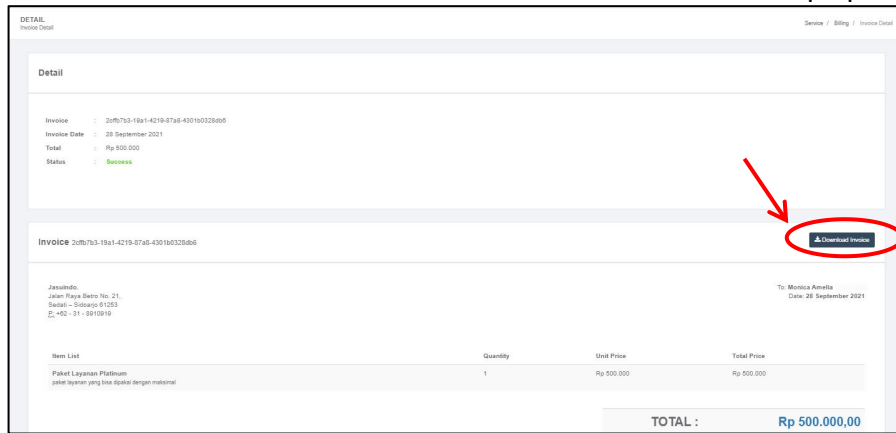 DETAIL
Invoice Detail
Service / Billing / Invoice Detail
Detail
Invoice : 2cffb7b3-19a1-4219-87a8-4301b0328db6
Invoice Date : 28 September 2021
Total : Rp 500.000
Status : Success
Invoice 2cffb7b3-19a1-4219-87a8-4301b0328db6
Download Invoice
Jasuindo.
Jalan Raya Betro No. 21,
Sedati – Sidoarjo 61253
P: +62 - 31 - 8910919
To: Monica Amelia
Date: 28 September 2021
Item List Quantity Unit Price Total Price
Paket Layanan Platinum 1 Rp 500.000 Rp 500.000
paket layanan yang bisa dipakai dengan maksimal
TOTAL : Rp 500.000,00